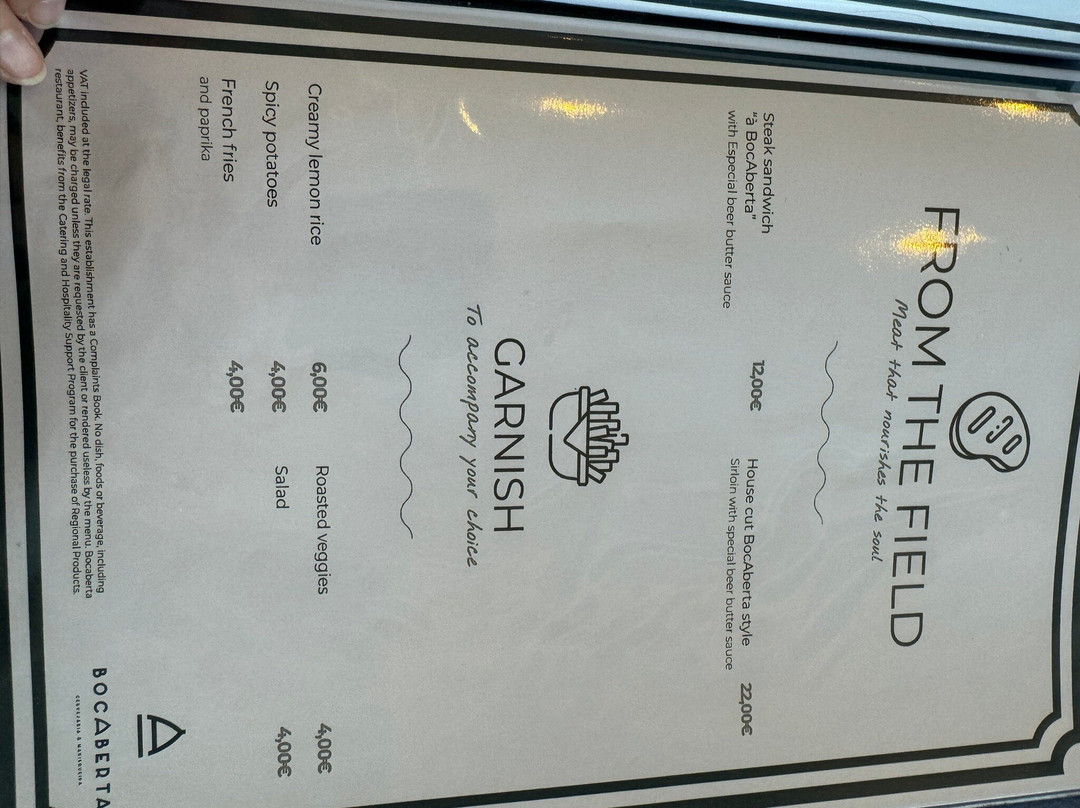 FROM THE FIELD
Meat that nourishes the soul
Steak sandwich
"à BocAberta"
with Especial beer butter sauce
12,00€
House cut BocAberta style
Sirloin with special beer butter sauce
22,00€
GARNISH
To accompany your choice
Creamy lemon rice 6,00€
Spicy potatoes 4,00€
French fries 4,00€
and paprika
Roasted veggies 4,00€
Salad 4,00€
VAT included at the legal rate. This establishment has a Complaints Book. No dish, foods or beverage, including
appetizers, may be charged unless they are requested by the client or rendered useless by the menu. Bocaberta
restaurant, benefits from the Catering and Hospitality Support Program for the purchase of Regional Products.
BOCABERTA
CERVEJARIA & MARISQUEIRA